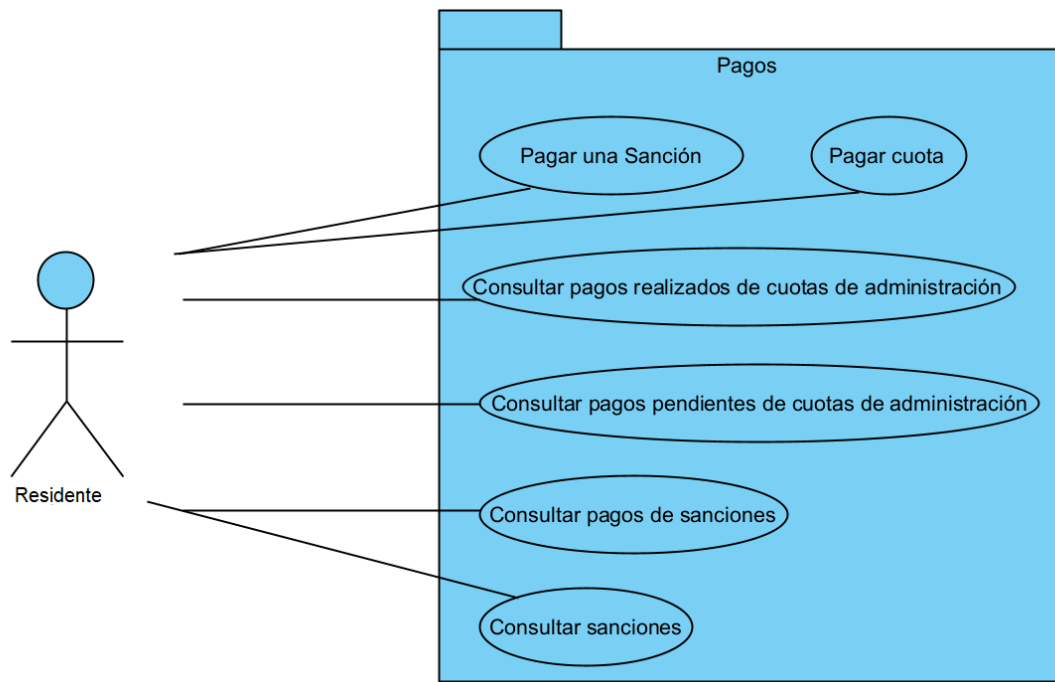 Pagos
Pagar una Sanción
Pagar cuota
Consultar pagos realizados de cuotas de administración
Consultar pagos pendientes de cuotas de administración
Residente
Consultar pagos de sanciones
Consultar sanciones